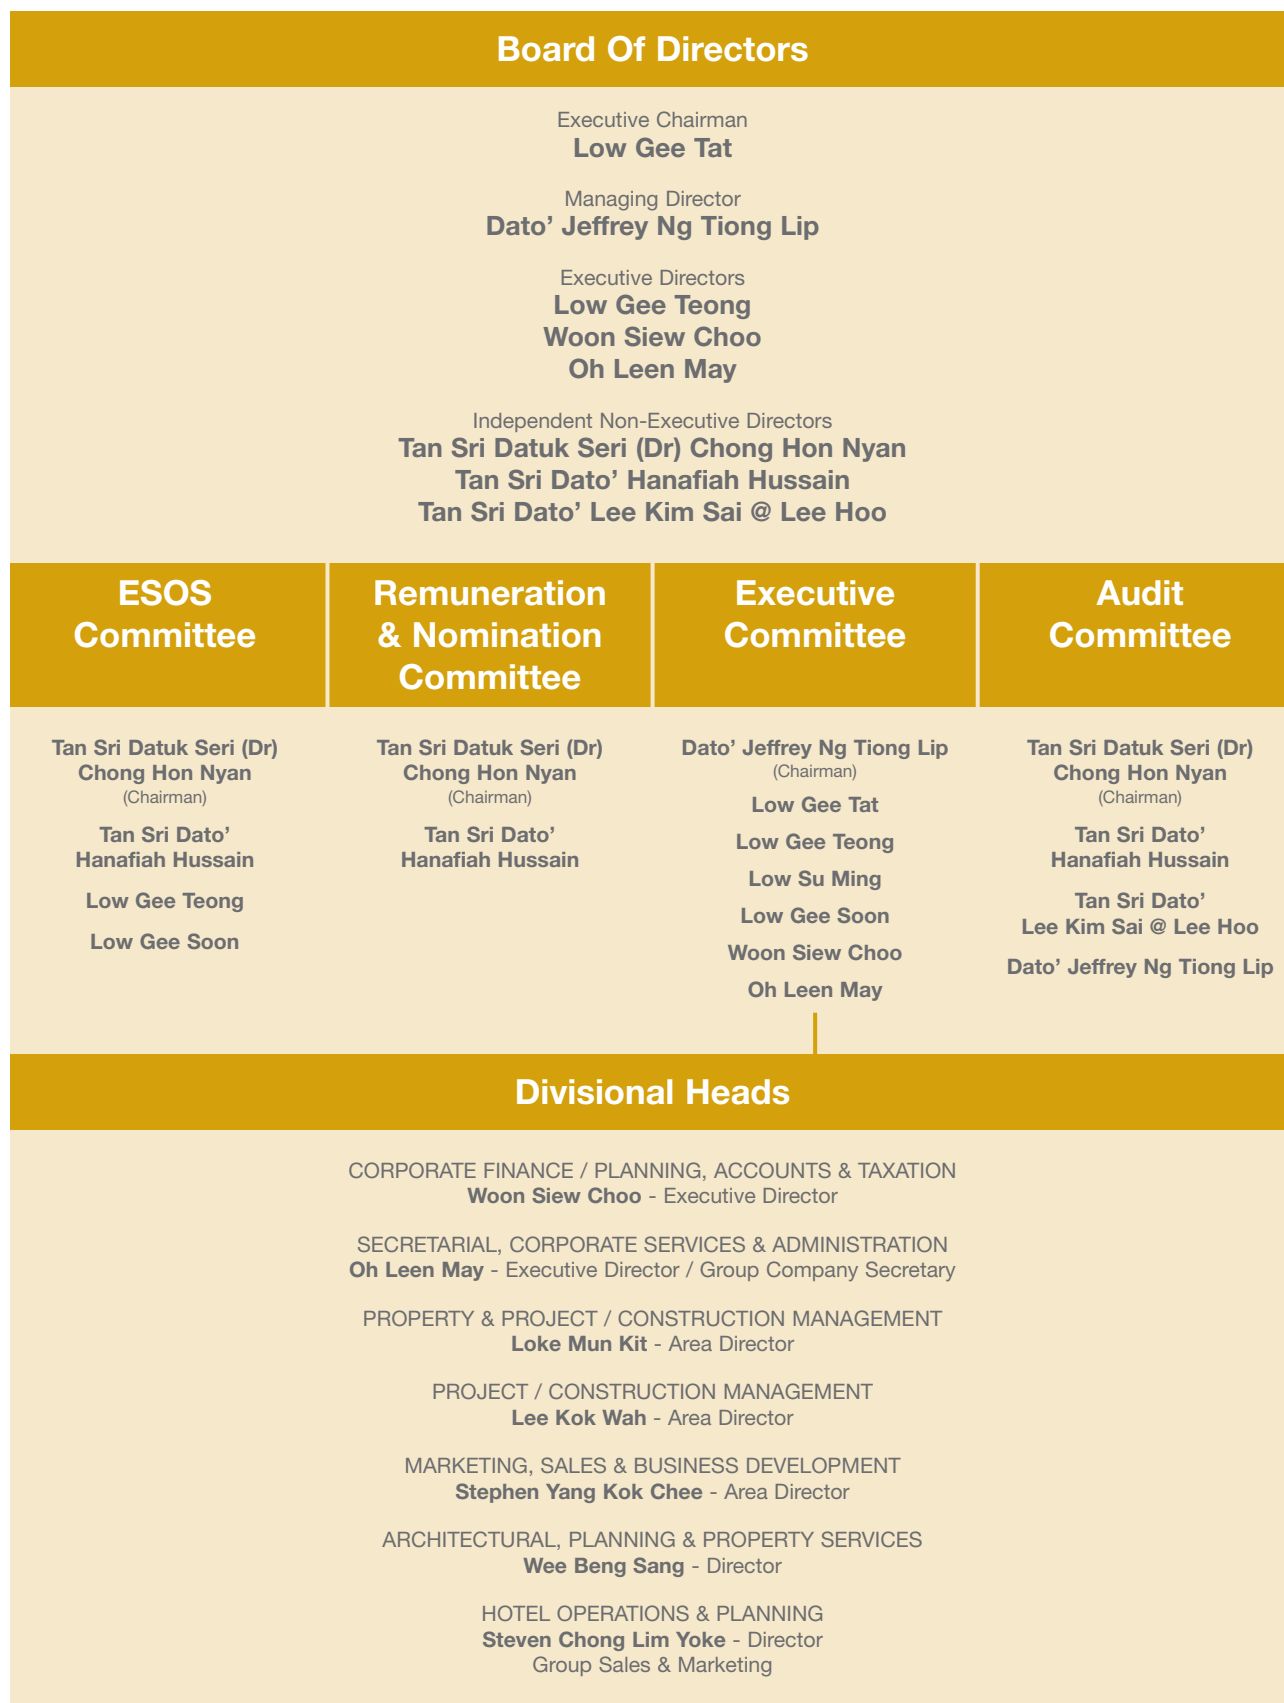 Board Of Directors
Executive Chairman
Low Gee Tat
Managing Director
Dato’ Jeffrey Ng Tiong Lip
Executive Directors
Low Gee Teong
Woon Siew Choo
Oh Leen May
Independent Non-Executive Directors
Tan Sri Datuk Seri (Dr) Chong Hon Nyan
Tan Sri Dato’ Hanafiah Hussain
Tan Sri Dato’ Lee Kim Sai @ Lee Hoo
ESOS
Committee
Tan Sri Datuk Seri (Dr)
Chong Hon Nyan
(Chairman)
Tan Sri Dato’
Hanafiah Hussain
Low Gee Teong
Low Gee Soon
Remuneration
& Nomination
Committee
Tan Sri Datuk Seri (Dr)
Chong Hon Nyan
(Chairman)
Tan Sri Dato’
Hanafiah Hussain
Executive
Committee
Dato’ Jeffrey Ng Tiong Lip
(Chairman)
Low Gee Tat
Low Gee Teong
Low Su Ming
Low Gee Soon
Woon Siew Choo
Oh Leen May
Audit
Committee
Tan Sri Datuk Seri (Dr)
Chong Hon Nyan
(Chairman)
Tan Sri Dato’
Hanafiah Hussain
Tan Sri Dato’
Lee Kim Sai @ Lee Hoo
Dato’ Jeffrey Ng Tiong Lip
Divisional Heads
CORPORATE FINANCE / PLANNING, ACCOUNTS & TAXATION
Woon Siew Choo - Executive Director
SECRETARIAL, CORPORATE SERVICES & ADMINISTRATION
Oh Leen May - Executive Director / Group Company Secretary
PROPERTY & PROJECT / CONSTRUCTION MANAGEMENT
Loke Mun Kit - Area Director
PROJECT / CONSTRUCTION MANAGEMENT
Lee Kok Wah - Area Director
MARKETING, SALES & BUSINESS DEVELOPMENT
Stephen Yang Kok Chee - Area Director
ARCHITECTURAL, PLANNING & PROPERTY SERVICES
Wee Beng Sang - Director
HOTEL OPERATIONS & PLANNING
Steven Chong Lim Yoke - Director
Group Sales & Marketing